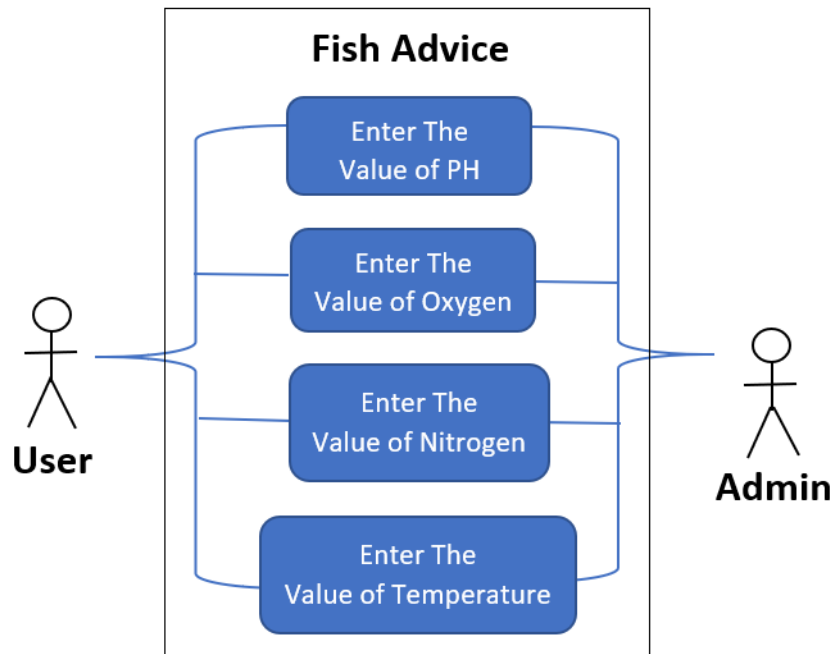 Fish Advice
Enter The
Value of PH
Enter The
Value of Oxygen
Enter The
Value of Nitrogen
Enter The
Value of Temperature
User
Admin